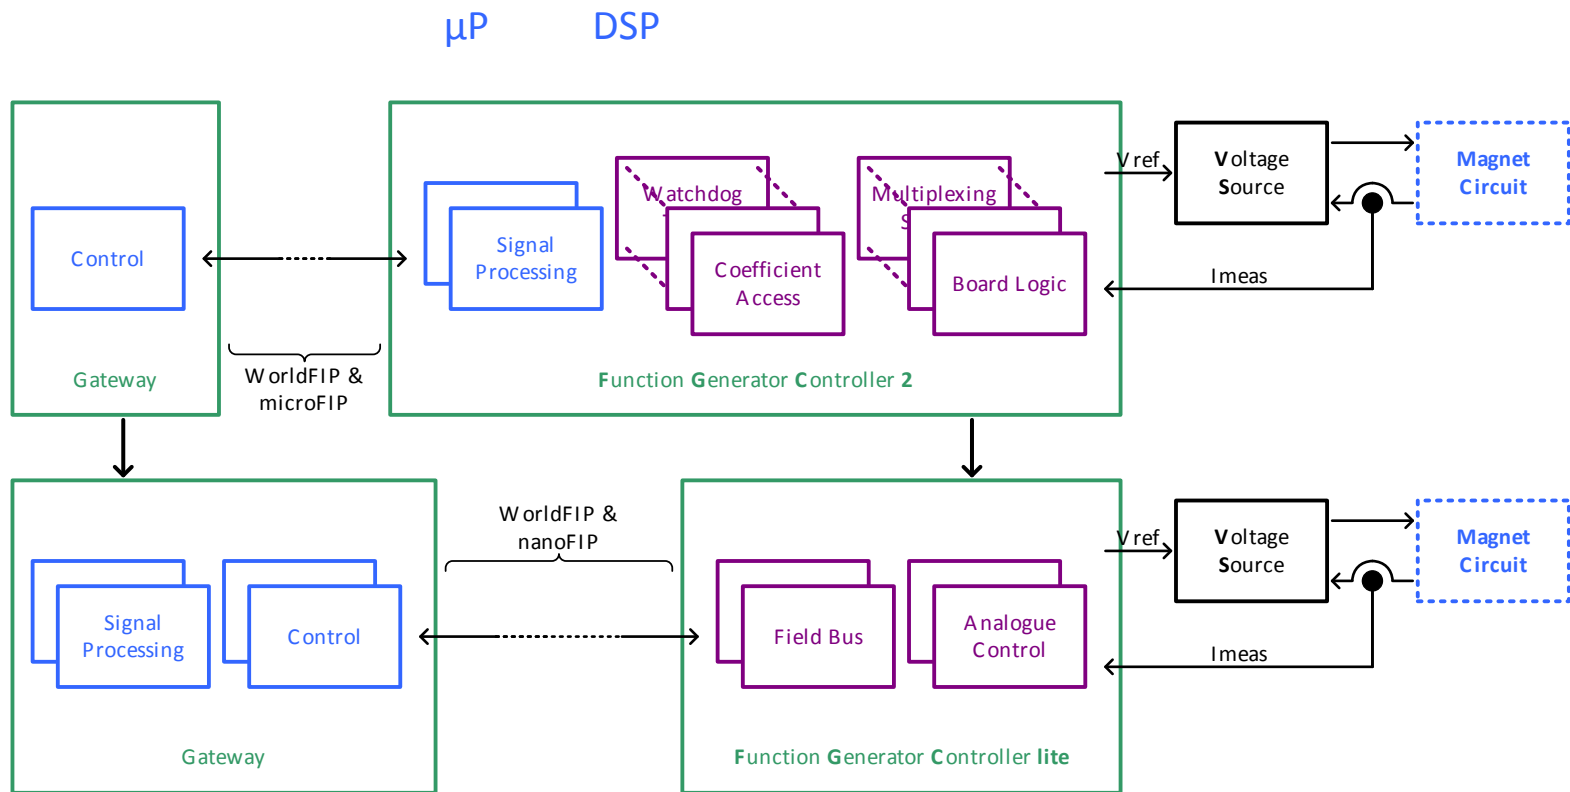 µP DSP
Control
Gateway
WorldFIP &
microFIP
Signal
Processing
Watchdog
Coefficient
Access
Multiplexing
Board Logic
Function Generator Controller 2
Vref
Voltage
Source
Magnet
Circuit
Imeas
Signal
Processing
Control
Gateway
WorldFIP &
nanoFIP
Field Bus
Analogue
Control
Function Generator Controller lite
Vref
Voltage
Source
Magnet
Circuit
Imeas